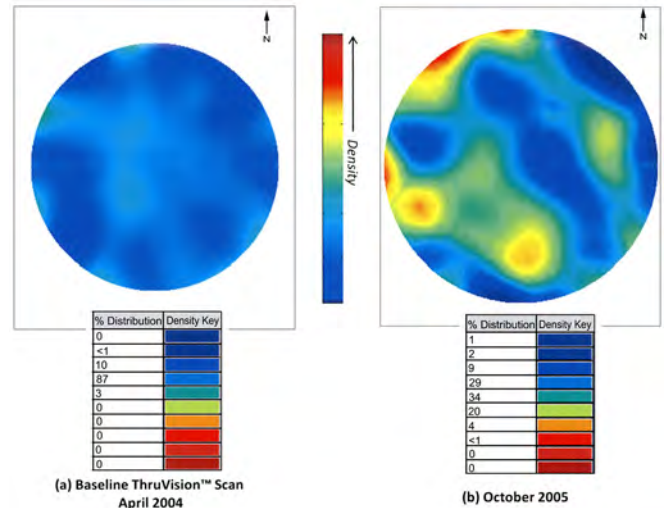 N
N
Density
% Distribution Density Key
0
<1
10
87
3
0
0
0
0
0
(a) Baseline ThruVision™ Scan
April 2004
% Distribution Density Key
1
2
9
29
34
20
4
<1
0
0
(b) October 2005